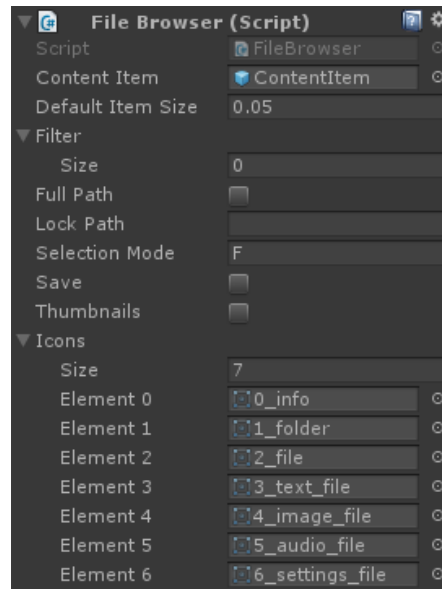 File Browser (Script)
Script FileBrowser
Content Item ContentItem
Default Item Size 0.05
Filter
Size 0
Full Path
Lock Path
Selection Mode F
Save
Thumbnails
Icons
Size 7
Element 0 0_info
Element 1 1_folder
Element 2 2_file
Element 3 3_text_file
Element 4 4_image_file
Element 5 5_audio_file
Element 6 6_settings_file